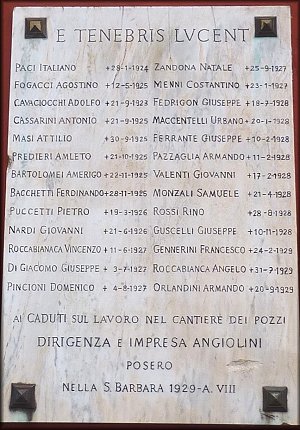 E TENEBRIS LVCENT
PACI ITALIANO +28-1-1924 ZANDONA NATALE +25-9-1927
FOGACCI AGOSTINO +12-5-1925 MENNI COSTANTINO +23-1-1927
CAVACIOCCHI ADOLFO +21-9-1923 FEDRIGON GIUSEPPE +18-7-1928
CASSARINI ANTONIO +21-9-1925 MACCENTELLI URBANO +20-11-1928
MASI ATTILIO +30-9-1925 FERRANTE GIUSEPPE +10-2-1928
PREDIERI AMLETO +21-10-1925 PAZZAGLIA ARMANDO +11-2-1928
BARTOLOMEI AMERIGO +22-11-1925 VALENTI GIOVANNI +17-2-1928
BACCHETTI FERDINANDO +28-11-1925 MONZALI SAMUELE +21-4-1928
PUCCETTI PIETRO +19-3-1926 ROSSI RINO +28-8-1928
NARDI GIOVANNI +21-6-1926 GUSCELLI GIUSEPPE +10-11-1928
ROCCABIANCA VINCENZO +11-6-1927 GENNERINI FRANCESCO +24-2-1929
DI GIACOMO GIUSEPPE +3-7-1927 ROCCABIANCA ANGELO +31-7-1929
PINCIONI DOMENICO +4-8-1927 ORLANDINI ARMANDO +20-9-1929
AI CADUTI SUL LAVORO NEL CANTIERE DEI POZZI
DIRIGENZA E IMPRESA ANGIOLINI
POSERO
NELLA S. BARBARA 1929-A. VIII